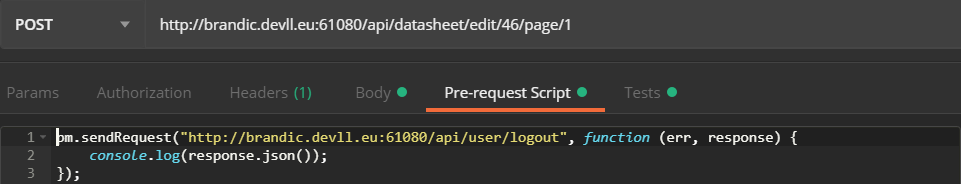 POST http://brandic.devll.eu:61080/api/datasheet/edit/46/page/1
Params Authorization Headers (1) Body Pre-request Script Tests
1 pm.sendRequest("http://brandic.devll.eu:61080/api/user/logout", function (err, response) {
2 console.log(response.json());
3 });